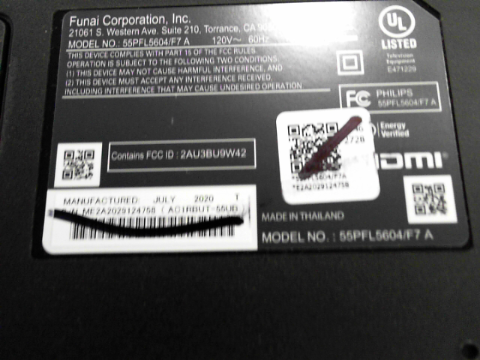 Funai Corporation, Inc.
21061 S. Western Ave. Suite 210, Torrance, CA
MODEL NO.: 55PFL5604/F7 A 120V~ 60Hz
THIS DEVICE COMPLIES WITH PART 15 OF THE FCC RULES.
OPERATION IS SUBJECT TO THE FOLLOWING TWO CONDITIONS:
(1) THIS DEVICE MAY NOT CAUSE HARMFUL INTERFERENCE, AND
(2) THIS DEVICE MUST ACCEPT ANY INTERFERENCE RECEIVED,
INCLUDING INTERFERENCE THAT MAY CAUSE UNDESIRED OPERATION
UL
LISTED
Television
Equipment
E471229
FC
PHILIPS
55PFL5604/F7 A
Energy
Verified
HDMI
Contains FCC ID : 2AU3BU9W42
MANUFACTURED JULY 2020 T
ME2A2029124758 AC1RBUT-55UB
*E2A2029124758
MADE IN THAILAND
MODEL NO. : 55PFL5604/F7 A